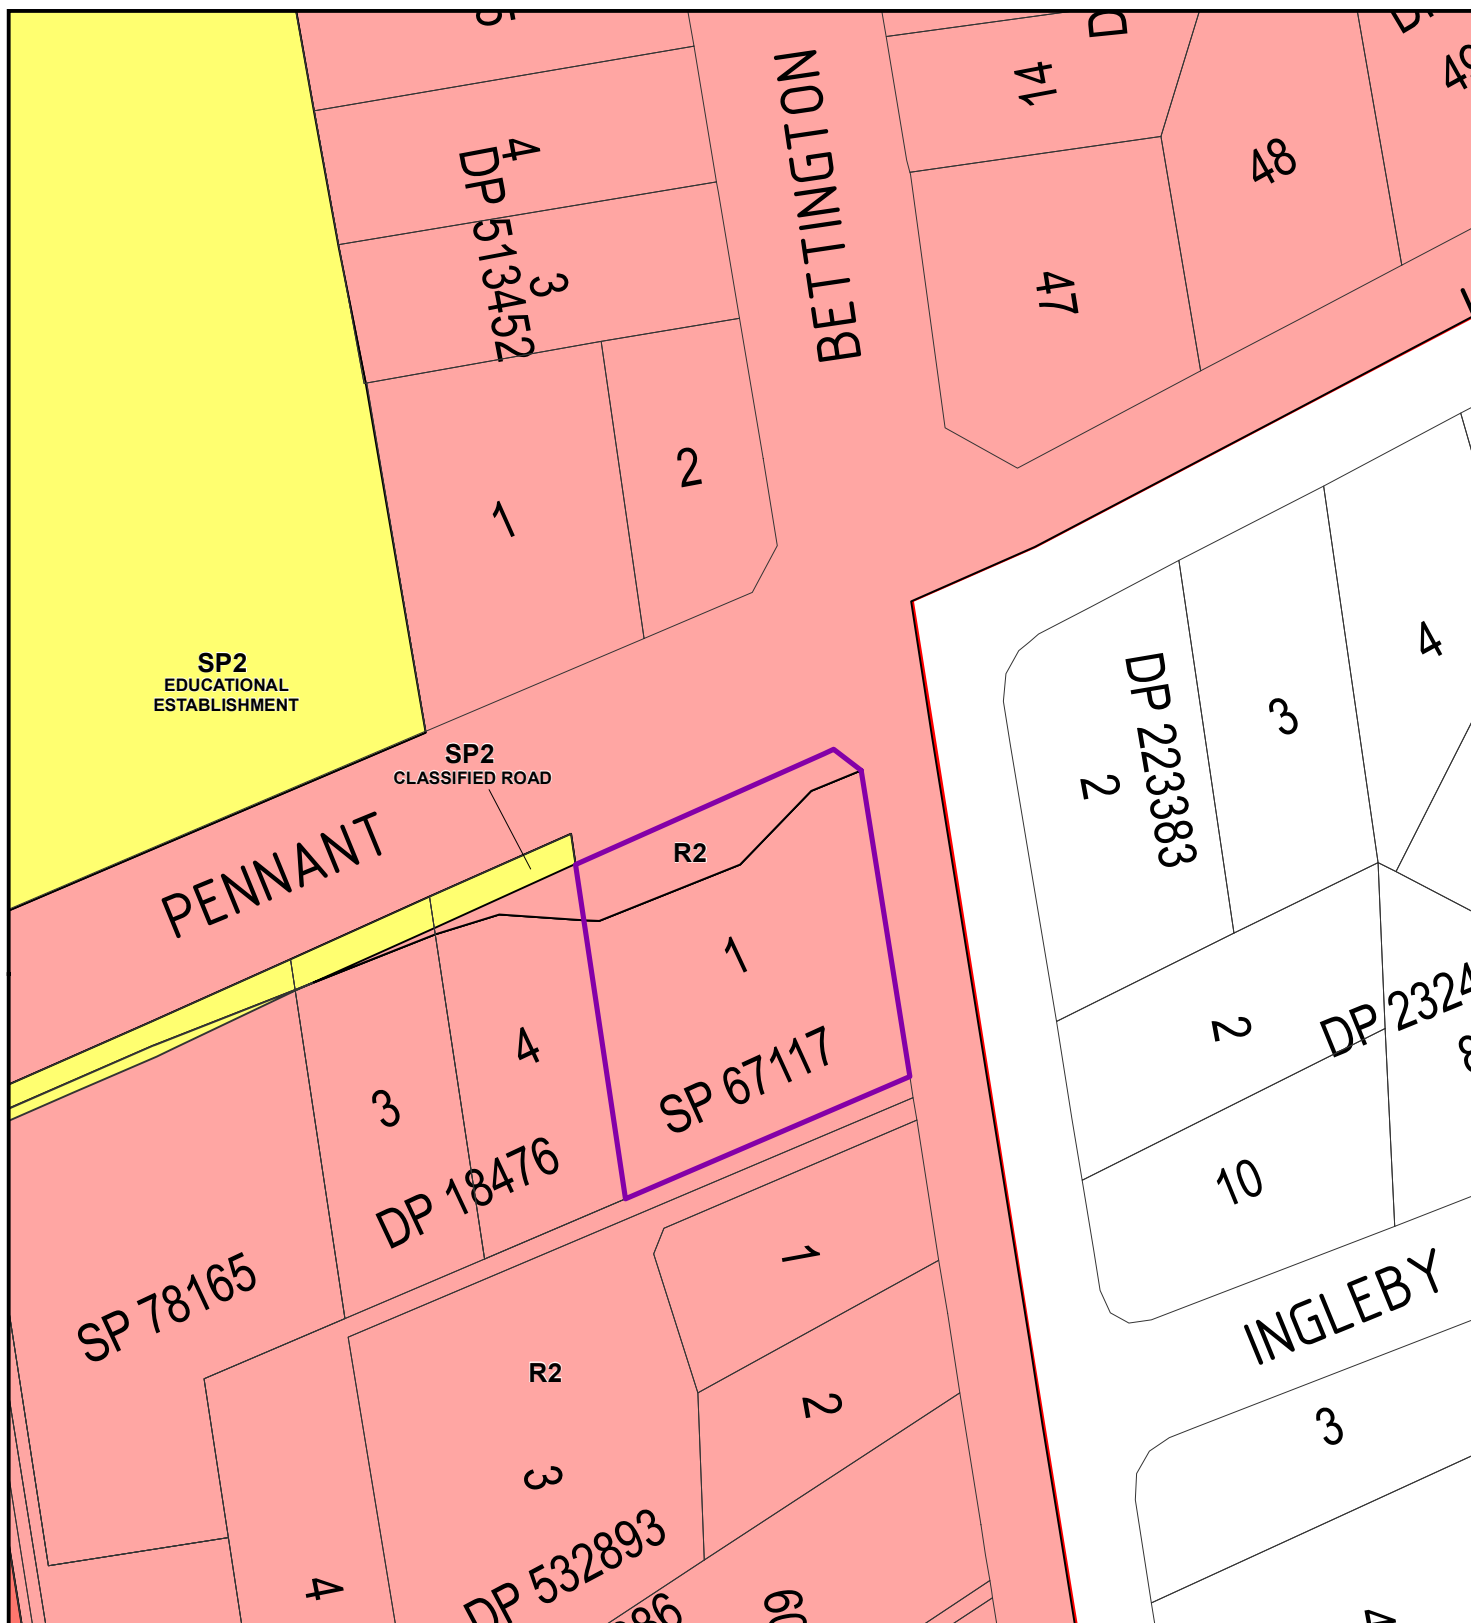 BETTINGTON
14
48
4
DP 513452
3
47
2
1
SP2
EDUCATIONAL
ESTABLISHMENT
SP2
CLASSIFIED ROAD
PENNANT
R2
1
SP 67117
DP 223383
2
3
4
2
10
INGLEBY
3
4
3
DP 18476
SP 78165
1
2
R2
3
DP 532893
4
3